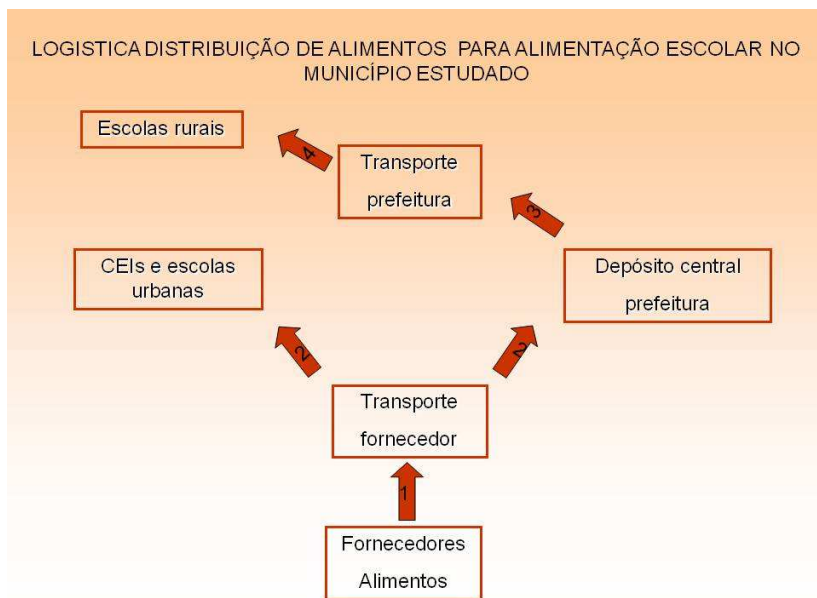 LOGISTICA DISTRIBUIÇÃO DE ALIMENTOS PARA ALIMENTAÇÃO ESCOLAR NO
MUNICÍPIO ESTUDADO
Escolas rurais
4
Transporte
prefeitura
3
CEIs e escolas
urbanas
Depósito central
prefeitura
2
2
Transporte
fornecedor
1
Fornecedores
Alimentos